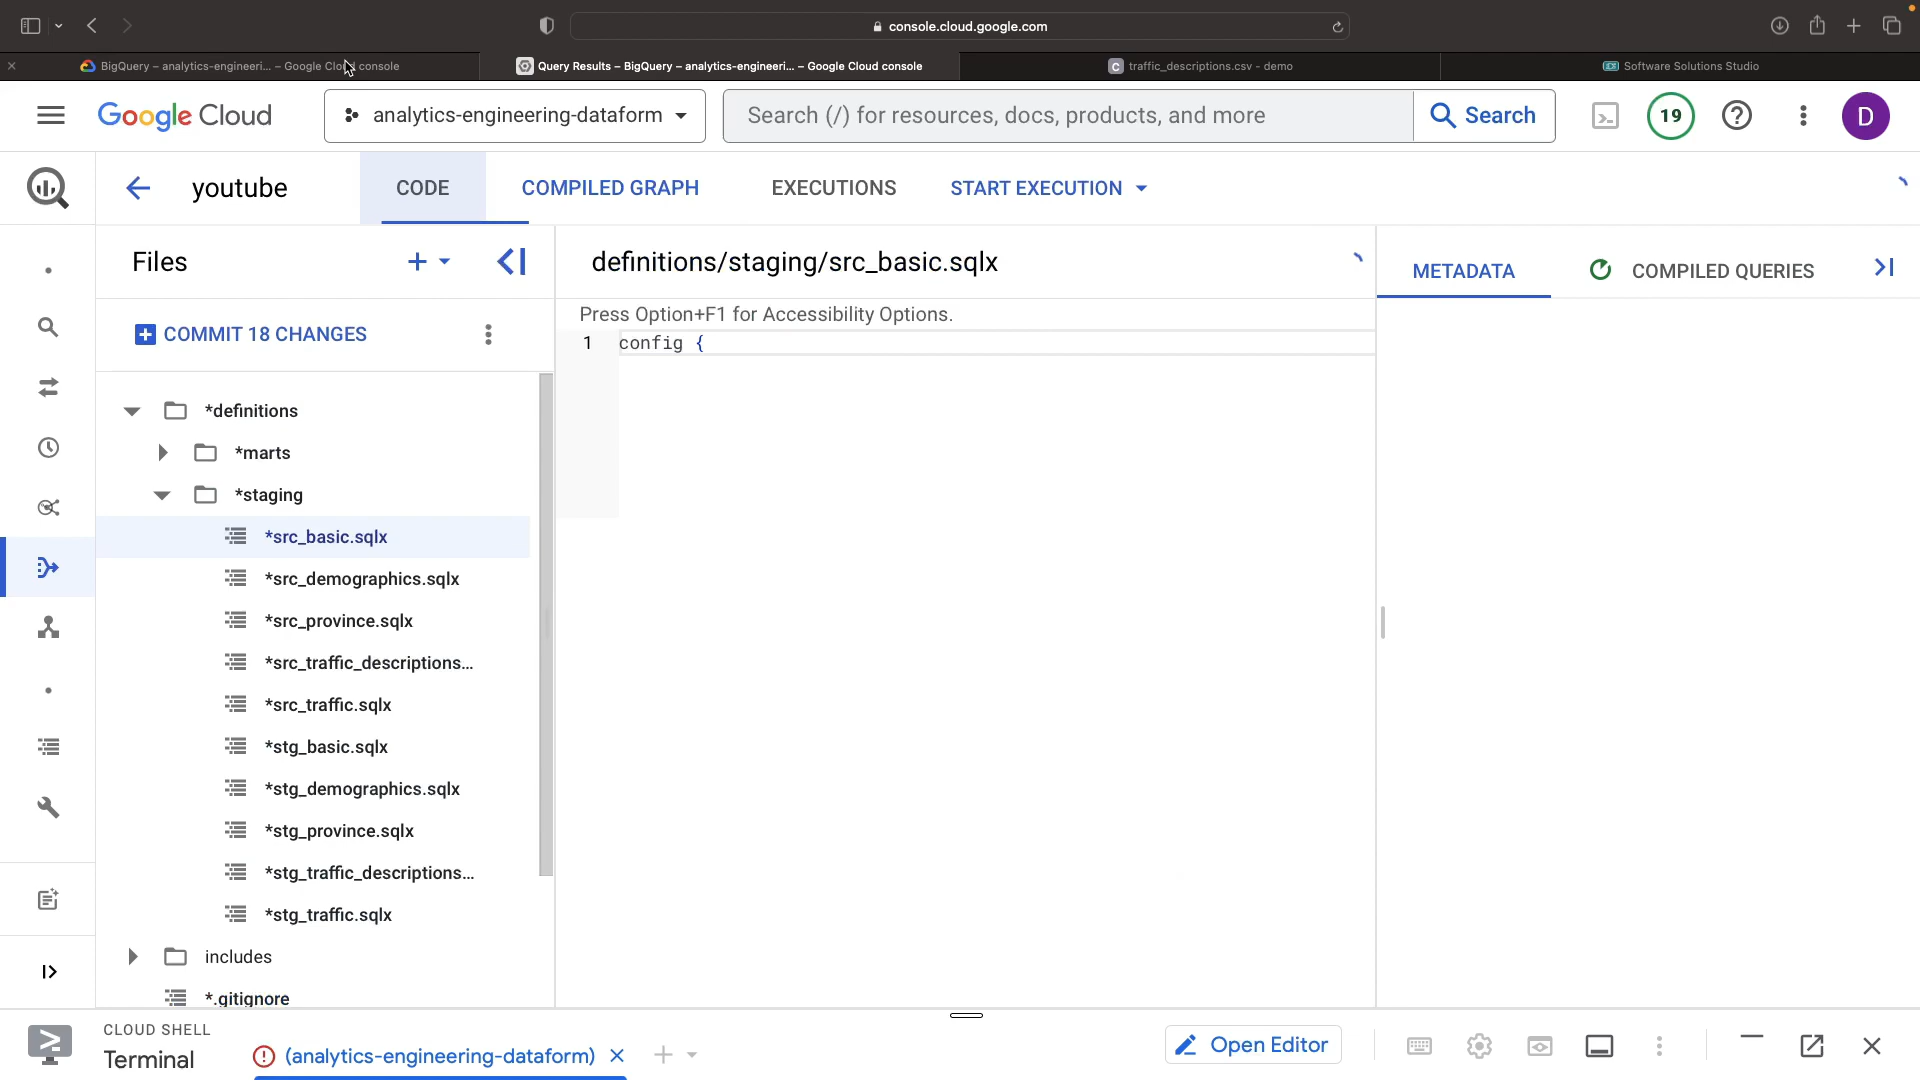 console.cloud.google.com
BigQuery – analytics-engineeri... – Google Cloud console
Query Results – BigQuery – analytics-engineeri... – Google Cloud console
traffic_descriptions.csv - demo
Software Solutions Studio
Google Cloud
analytics-engineering-dataform
Search (/) for resources, docs, products, and more
Search
19
D
youtube
CODE
COMPILED GRAPH
EXECUTIONS
START EXECUTION
Files
definitions/staging/src_basic.sqlx
METADATA
COMPILED QUERIES
COMMIT 18 CHANGES
Press Option+F1 for Accessibility Options.
1 config {
*definitions
*marts
*staging
*src_basic.sqlx
*src_demographics.sqlx
*src_province.sqlx
*src_traffic_descriptions...
*src_traffic.sqlx
*stg_basic.sqlx
*stg_demographics.sqlx
*stg_province.sqlx
*stg_traffic_descriptions...
*stg_traffic.sqlx
includes
*.gitignore
CLOUD SHELL
Terminal
(analytics-engineering-dataform)
Open Editor